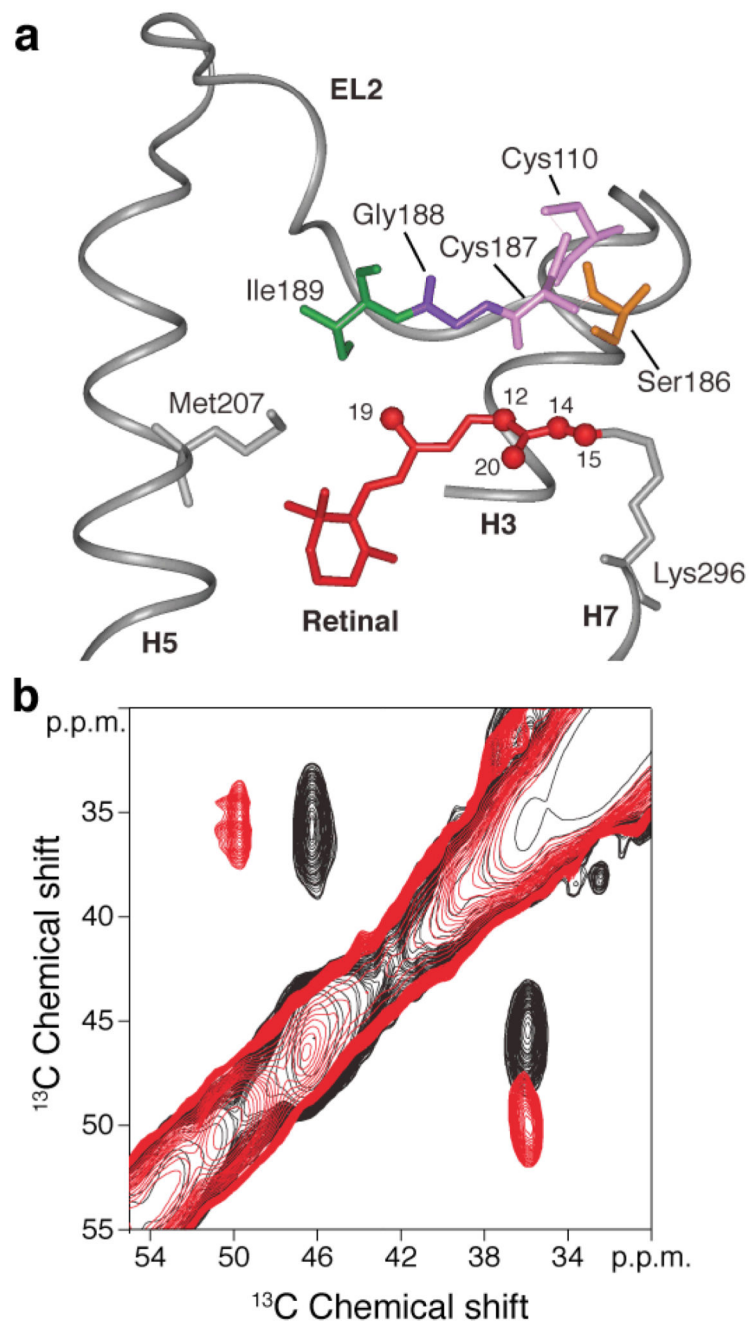 a
EL2
Cys110
Gly188
Cys187
Ile189
Ser186
Met207
19
12
14
20
15
H3
Lys296
Retinal
H7
H5
b
p.p.m.
35
40
45
50
55
13C Chemical shift
54 50 46 42 38 34 p.p.m.
13C Chemical shift